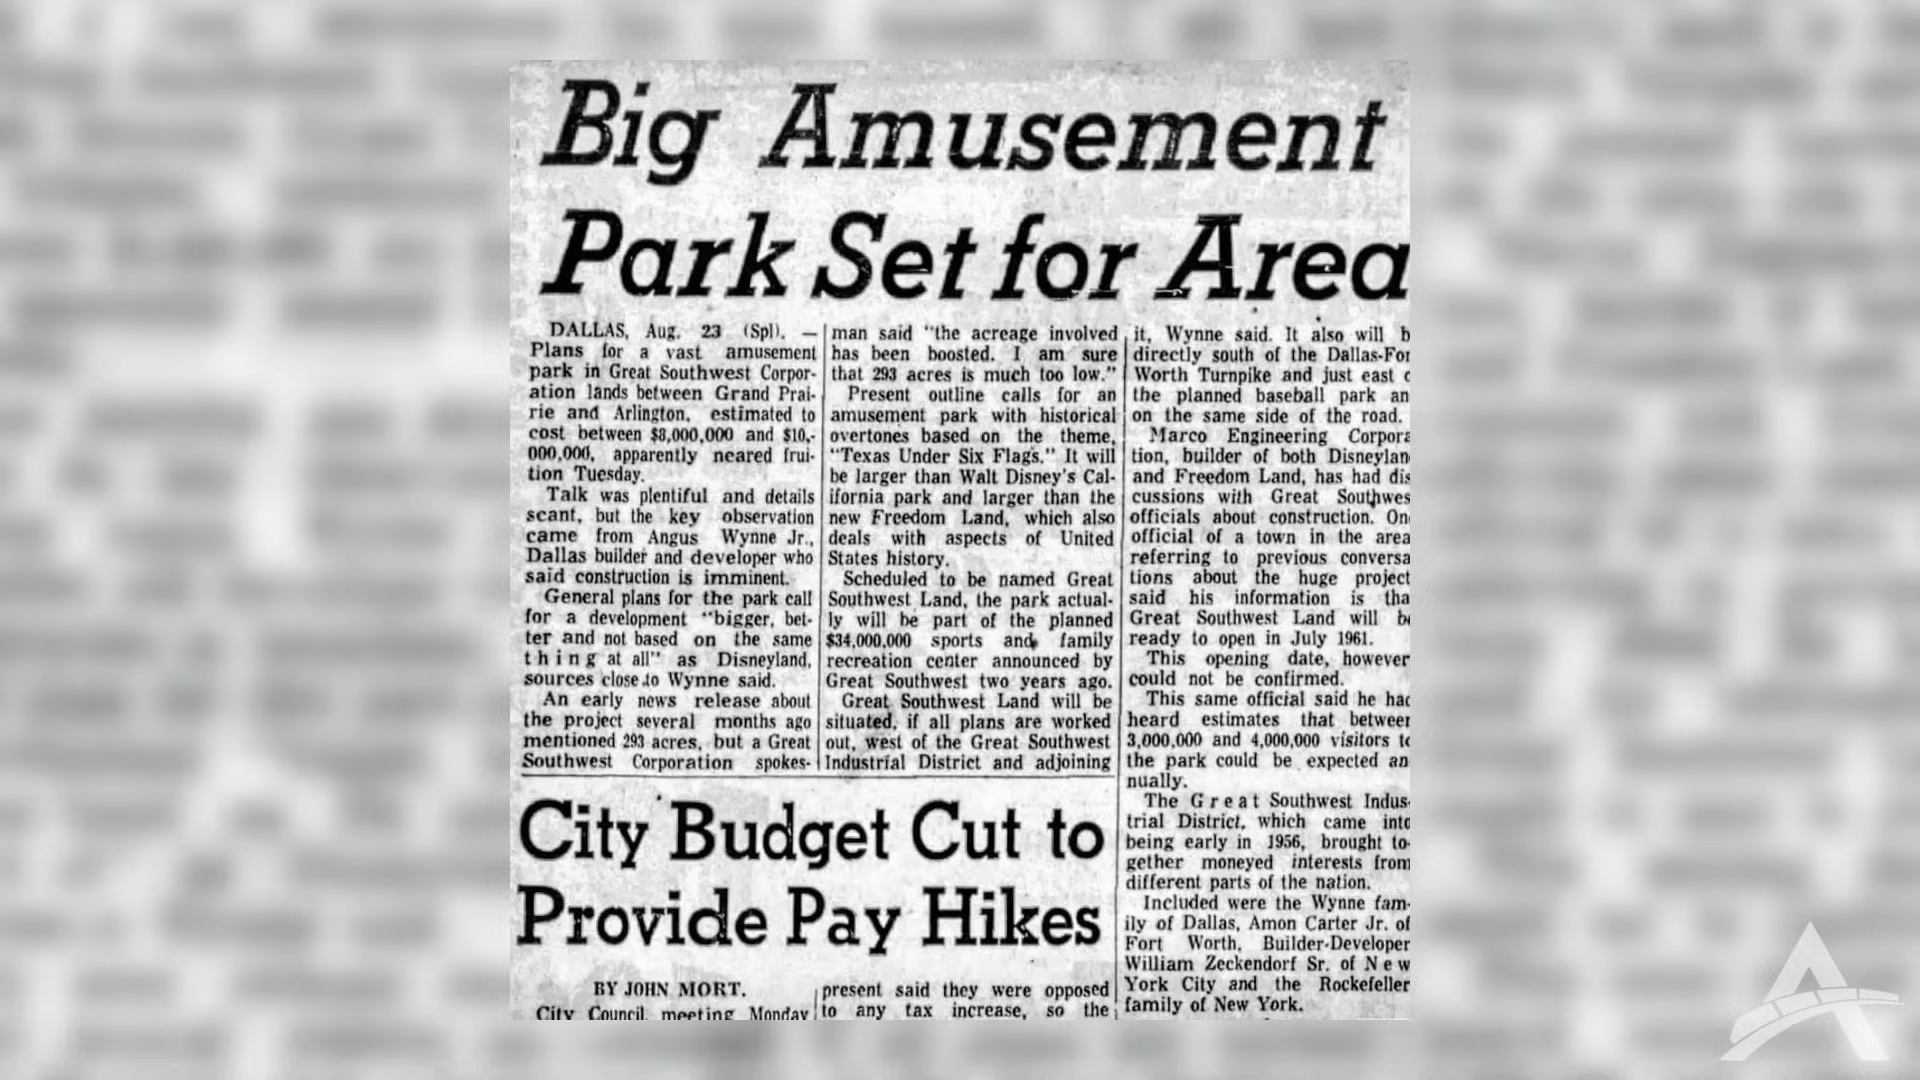 Big Amusement
Park Set for Area
DALLAS, Aug. 23 (Spl). —
Plans for a vast amusement
park in Great Southwest Corpor-
ation lands between Grand Prai-
rie and Arlington, estimated to
cost between $8,000,000 and $10,-
000,000, apparently neared frui-
tion Tuesday.
Talk was plentiful and details
scant, but the key observation
came from Angus Wynne Jr.,
Dallas builder and developer who
said construction is imminent.
General plans for the park call
for a development "bigger, bet-
ter and not based on the same
thing at all" as Disneyland,
sources close to Wynne said.
An early news release about
the project several months ago
mentioned 293 acres, but a Great
Southwest Corporation spokes-
man said "the acreage involved
has been boosted. I am sure
that 293 acres is much too low."
Present outline calls for an
amusement park with historical
overtones based on the theme,
"Texas Under Six Flags." It will
be larger than Walt Disney's Cal-
ifornia park and larger than the
new Freedom Land, which also
deals with aspects of United
States history.
Scheduled to be named Great
Southwest Land, the park actual-
ly will be part of the planned
$34,000,000 sports and family
recreation center announced by
Great Southwest two years ago.
Great Southwest Land will be
situated, if all plans are worked
out, west of the Great Southwest
Industrial District and adjoining
it, Wynne said. It also will b
directly south of the Dallas-For
Worth Turnpike and just east o
the planned baseball park an
on the same side of the road.
Marco Engineering Corpora
tion, builder of both Disneylan
and Freedom Land, has had dis
cussions with Great Southwes
officials about construction. On
official of a town in the area
referring to previous conversa
tions about the huge project
said his information is tha
Great Southwest Land will b
ready to open in July 1961.
This opening date, however
could not be confirmed.
This same official said he had
heard estimates that between
3,000,000 and 4,000,000 visitors to
the park could be expected an
nually.
The Great Southwest Indus-
trial District, which came into
being early in 1956, brought to-
gether moneyed interests from
different parts of the nation.
Included were the Wynne fam-
ily of Dallas, Amon Carter Jr. of
Fort Worth, Builder-Developer
William Zeckendorf Sr. of New
York City and the Rockefeller
family of New York.
City Budget Cut to
Provide Pay Hikes
BY JOHN MORT.
City Council, meeting Monday
present said they were opposed
to any tax increase, so the